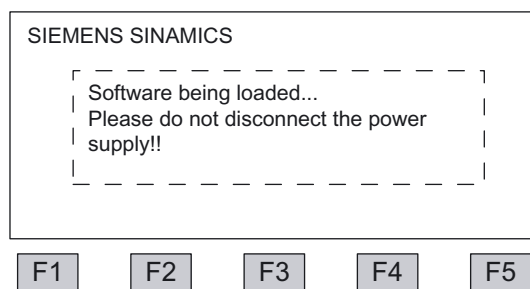 SIEMENS SINAMICS
Software being loaded...
Please do not disconnect the power
supply!!
F1 F2 F3 F4 F5